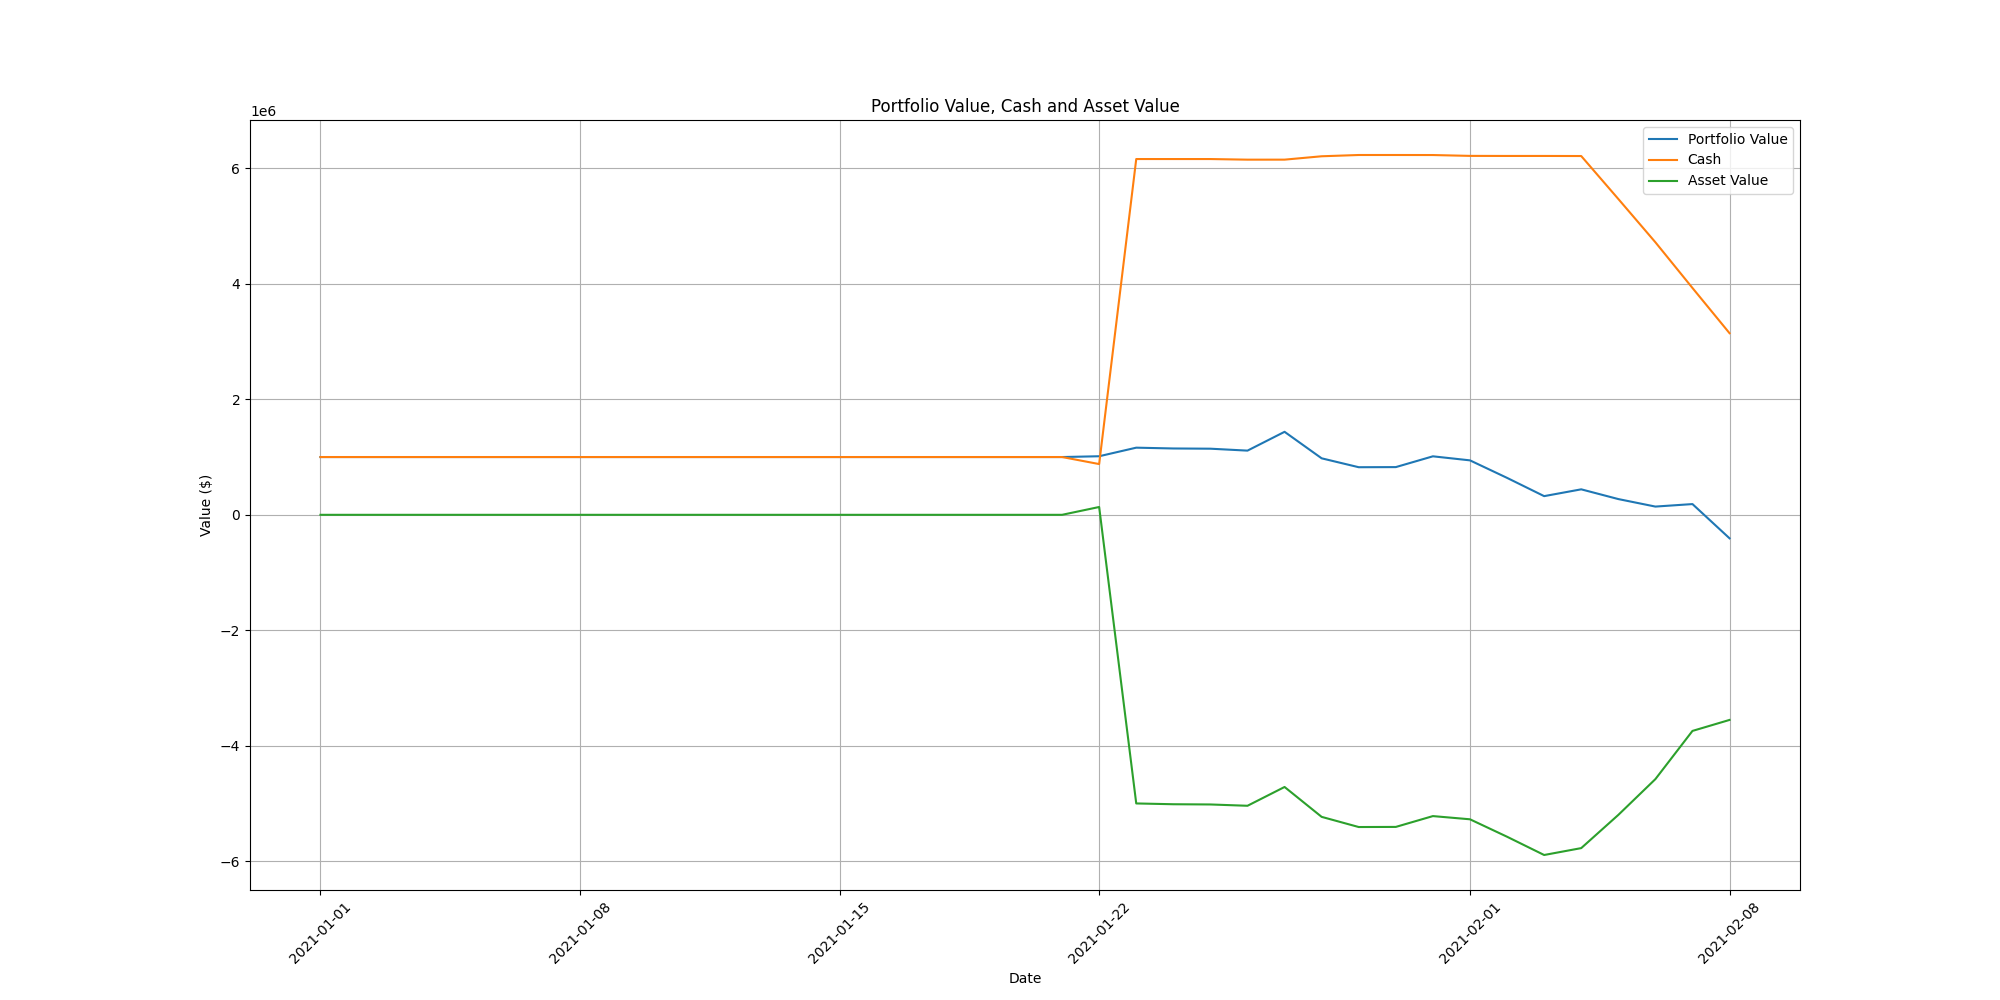 Portfolio Value, Cash and Asset Value
1e6
Portfolio Value
Cash
Asset Value
6
4
2
0
−2
−4
−6
Value ($)
2021-01-01
2021-01-08
2021-01-15
2021-01-22
2021-02-01
2021-02-08
Date